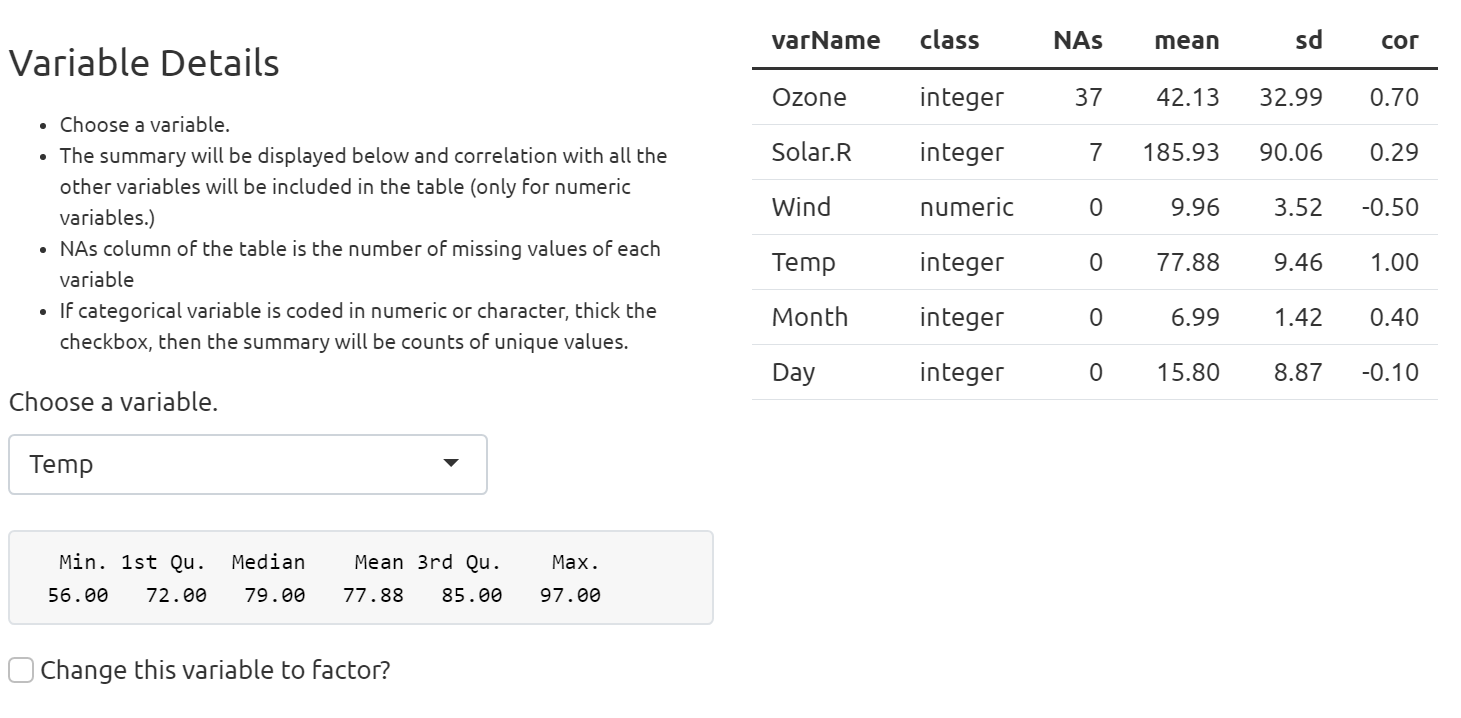 Variable Details
Choose a variable.
The summary will be displayed below and correlation with all the
other variables will be included in the table (only for numeric
variables.)
NAs column of the table is the number of missing values of each
variable
If categorical variable is coded in numeric or character, thick the
checkbox, then the summary will be counts of unique values.
Choose a variable.
Temp
Min. 1st Qu. Median Mean 3rd Qu. Max.
56.00 72.00 79.00 77.88 85.00 97.00
Change this variable to factor?
varName class NAs mean sd cor
Ozone integer 37 42.13 32.99 0.70
Solar.R integer 7 185.93 90.06 0.29
Wind numeric 0 9.96 3.52 -0.50
Temp integer 0 77.88 9.46 1.00
Month integer 0 6.99 1.42 0.40
Day integer 0 15.80 8.87 -0.10